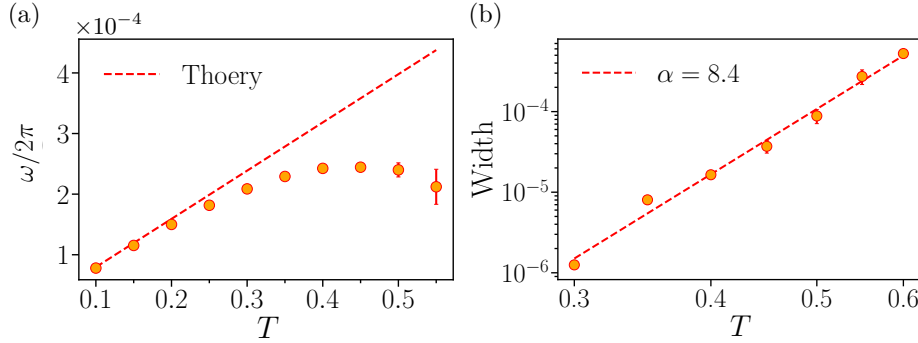 (a)
×10⁻⁴
4
3
2
1
ω/2π
Thoery
0.1 0.2 0.3 0.4 0.5
T
(b)
10⁻⁴
10⁻⁵
10⁻⁶
Width
α = 8.4
0.3 0.4 0.5 0.6
T